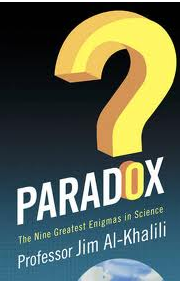 ?
PARADOX
The Nine Greatest Enigmas in Science
Professor Jim Al-Khalili